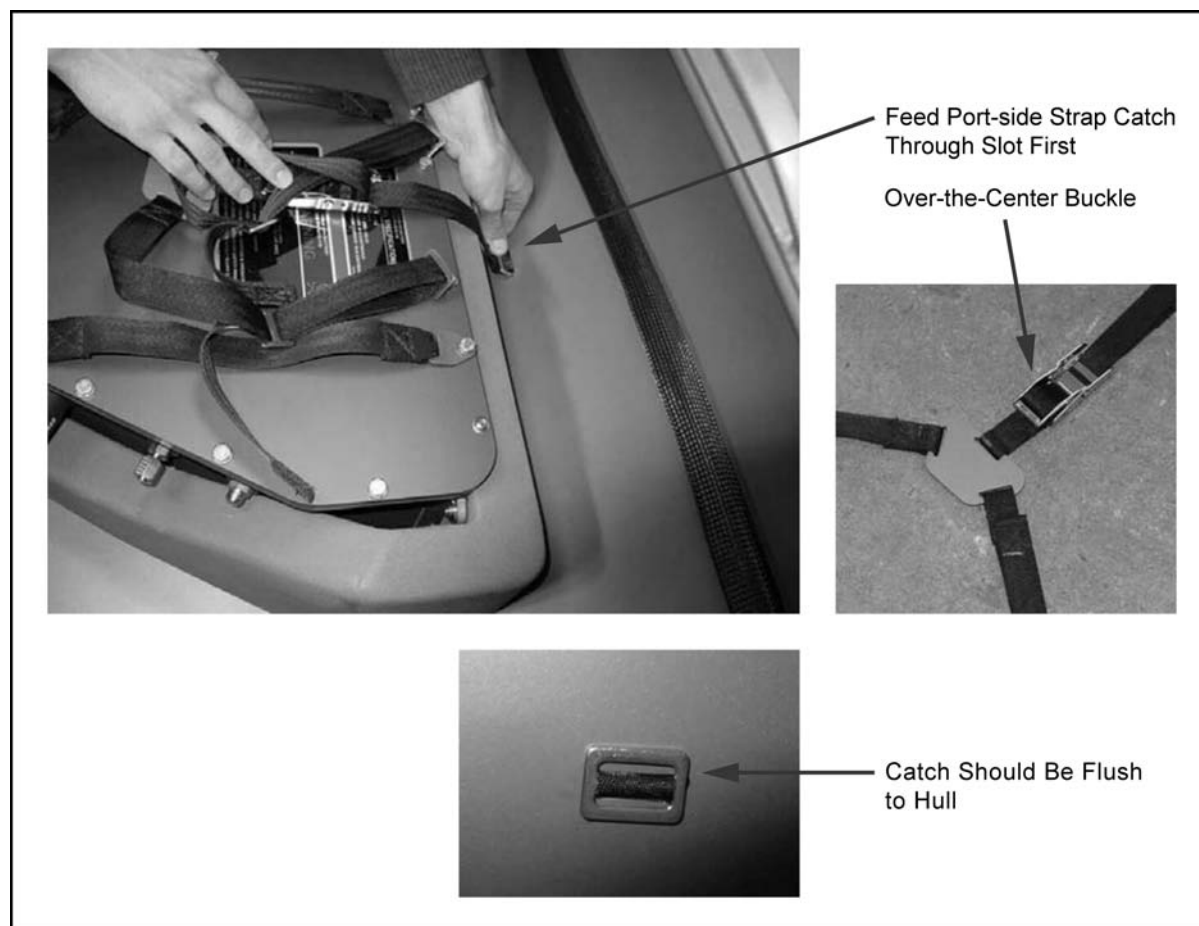 Feed Port-side Strap Catch
Through Slot First
Over-the-Center Buckle
Catch Should Be Flush
to Hull